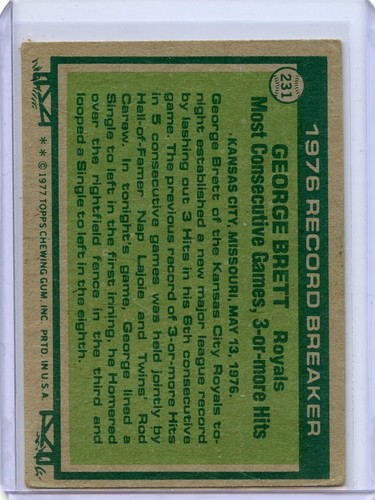 231
1976 RECORD BREAKER
GEORGE BRETT Royals
Most Consecutive Games, 3-or-more Hits
KANSAS CITY, MISSOURI, MAY 13, 1976.
George Brett of the Kansas City Royals to-
night established a new major league record
by lashing out 3 Hits in his 6th consecutive
game. The previous record of 3-or-more Hits
in 5 consecutive games was held jointly by
Hall-of-Famer Nap Lajoie and Twins' Rod
Carew. In tonight's game, George lined a
Single to left in the first inning, he Homered
over the rightfield fence in the third and
looped a Single to left in the eighth.
** © 1977 TOPPS CHEWING GUM, INC. PRTD. IN U.S.A.